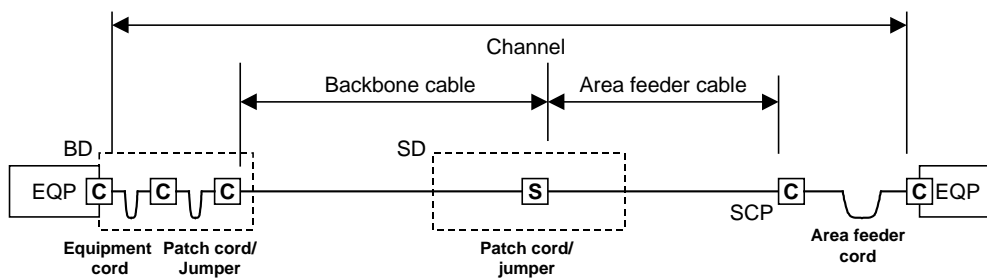 Channel
Backbone cable
Area feeder cable
BD
SD
EQP
C
C
C
S
C
C
EQP
SCP
Equipment
cord
Patch cord/
Jumper
Patch cord/
jumper
Area feeder
cord